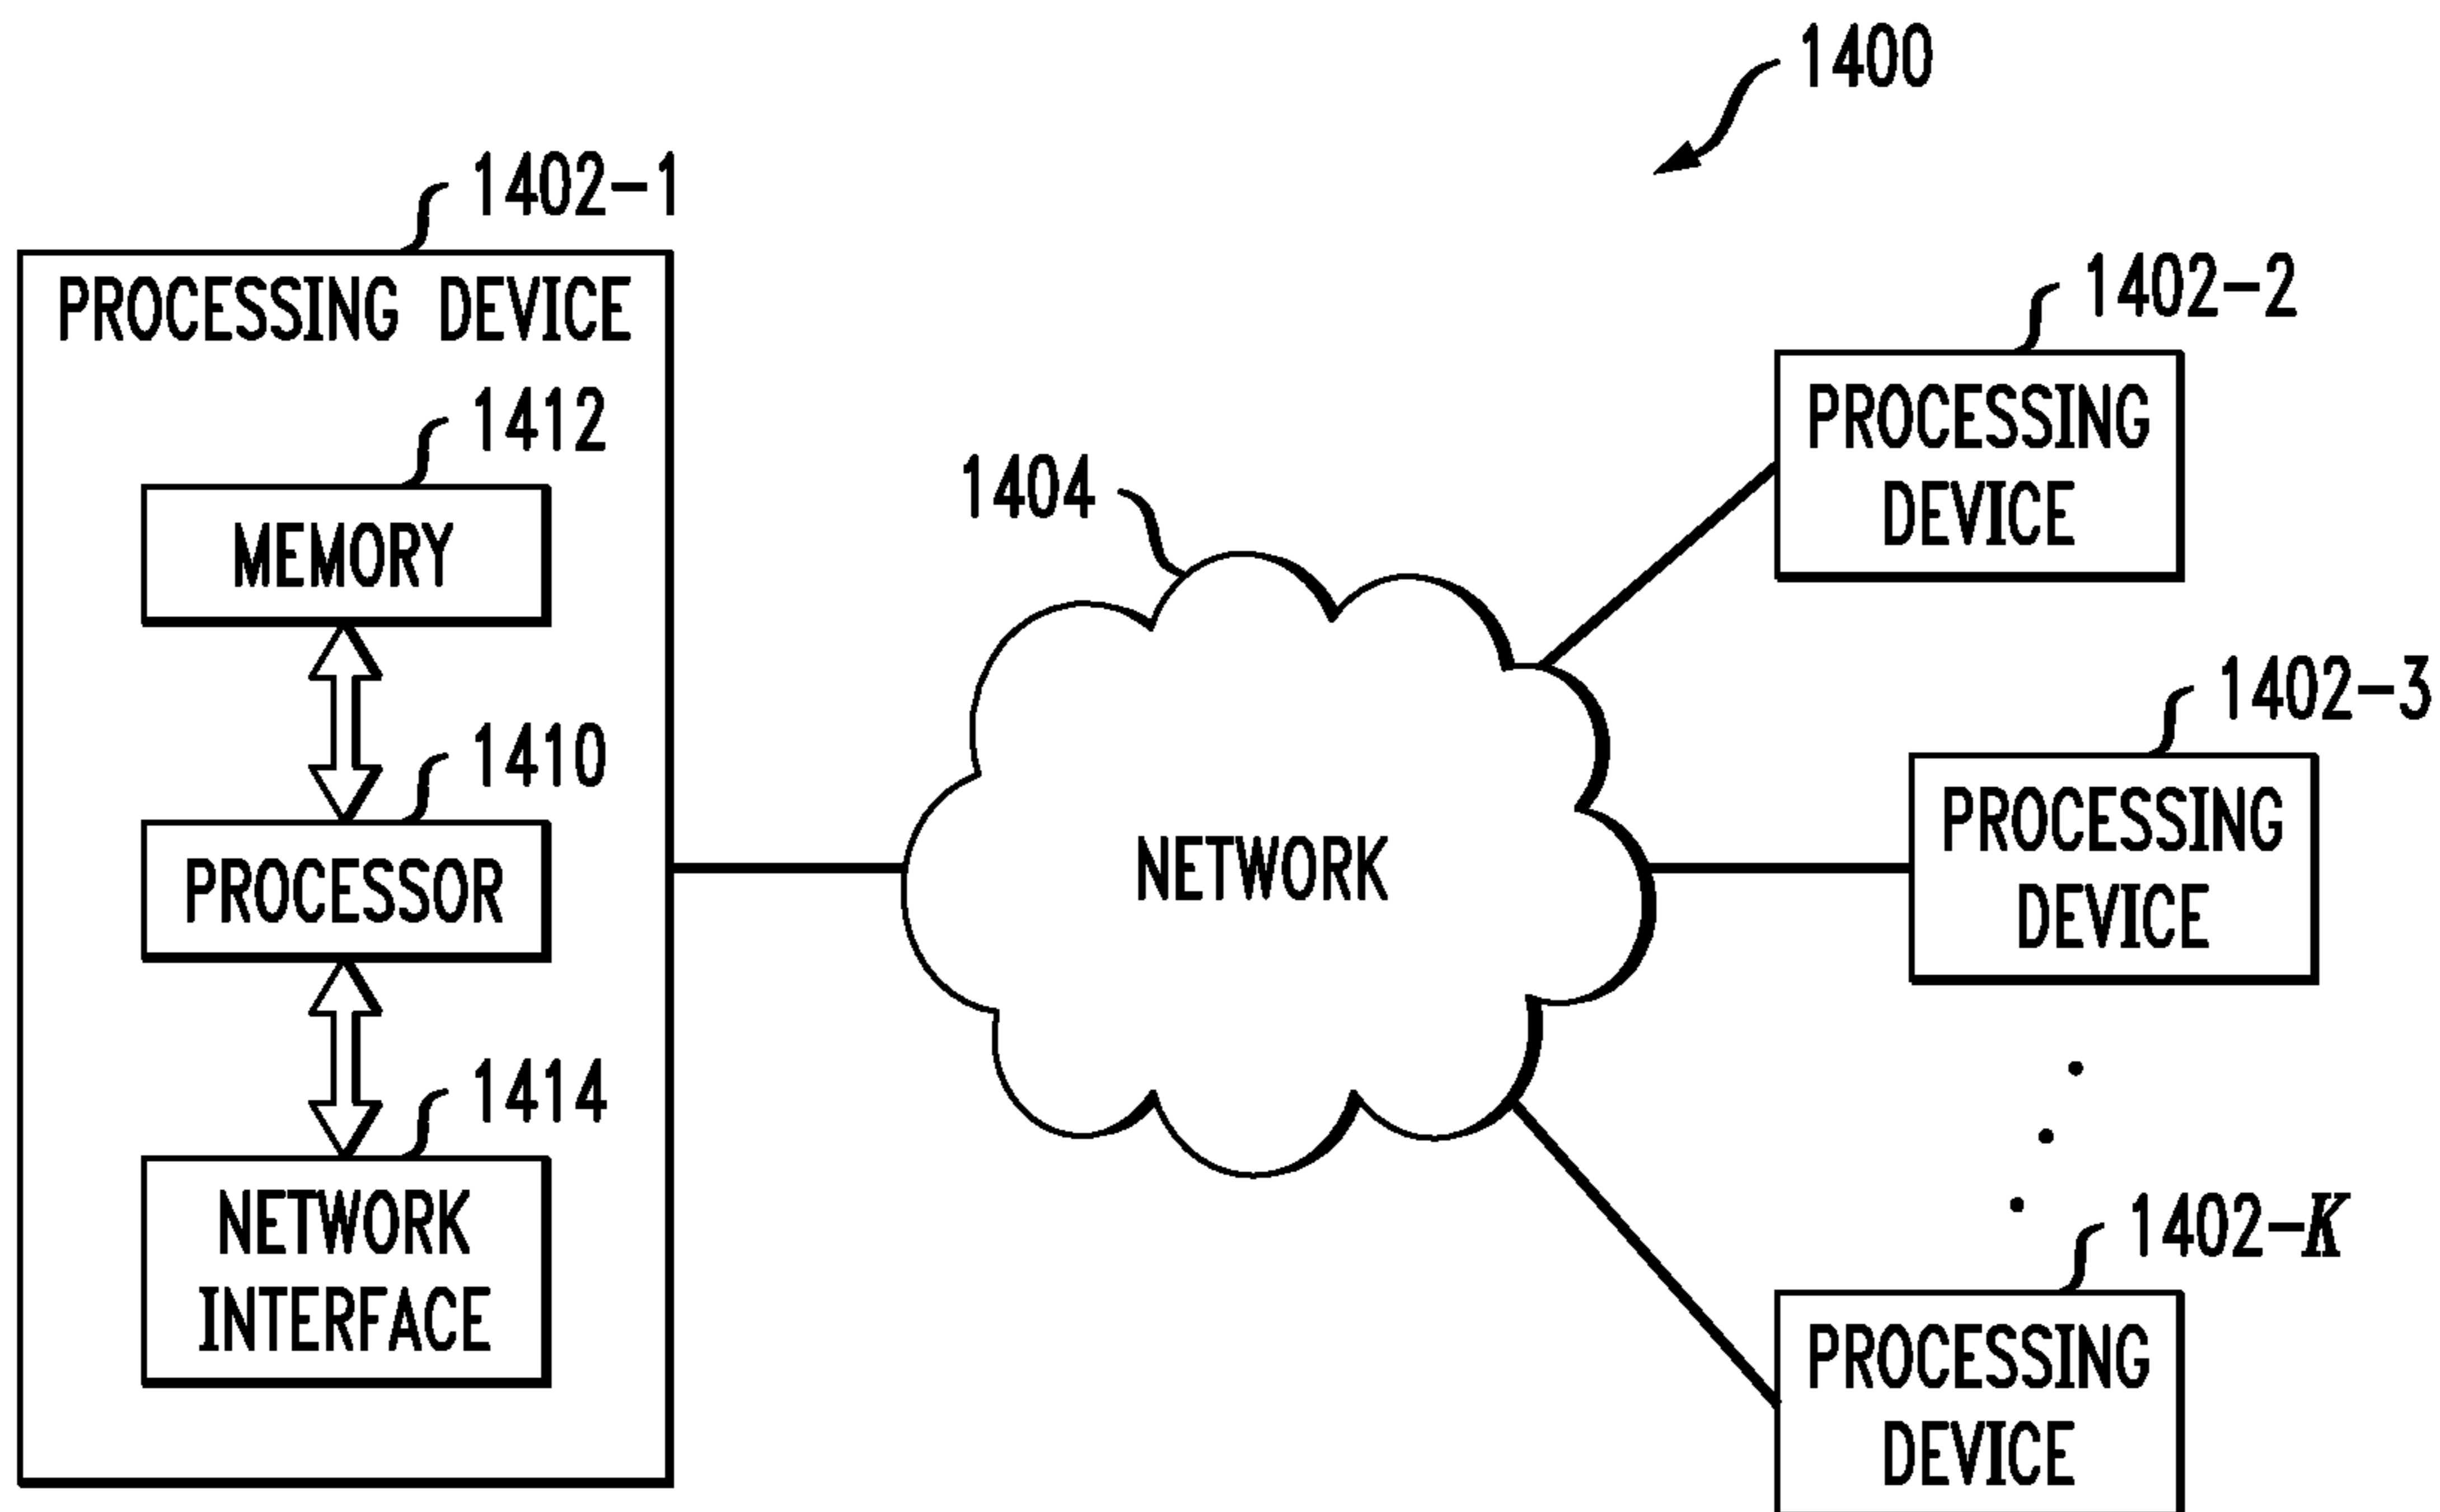 1400
1402-1
PROCESSING DEVICE
1412
MEMORY
1410
PROCESSOR
1414
NETWORK
INTERFACE
1404
NETWORK
1402-2
PROCESSING
DEVICE
1402-3
PROCESSING
DEVICE
1402-K
PROCESSING
DEVICE